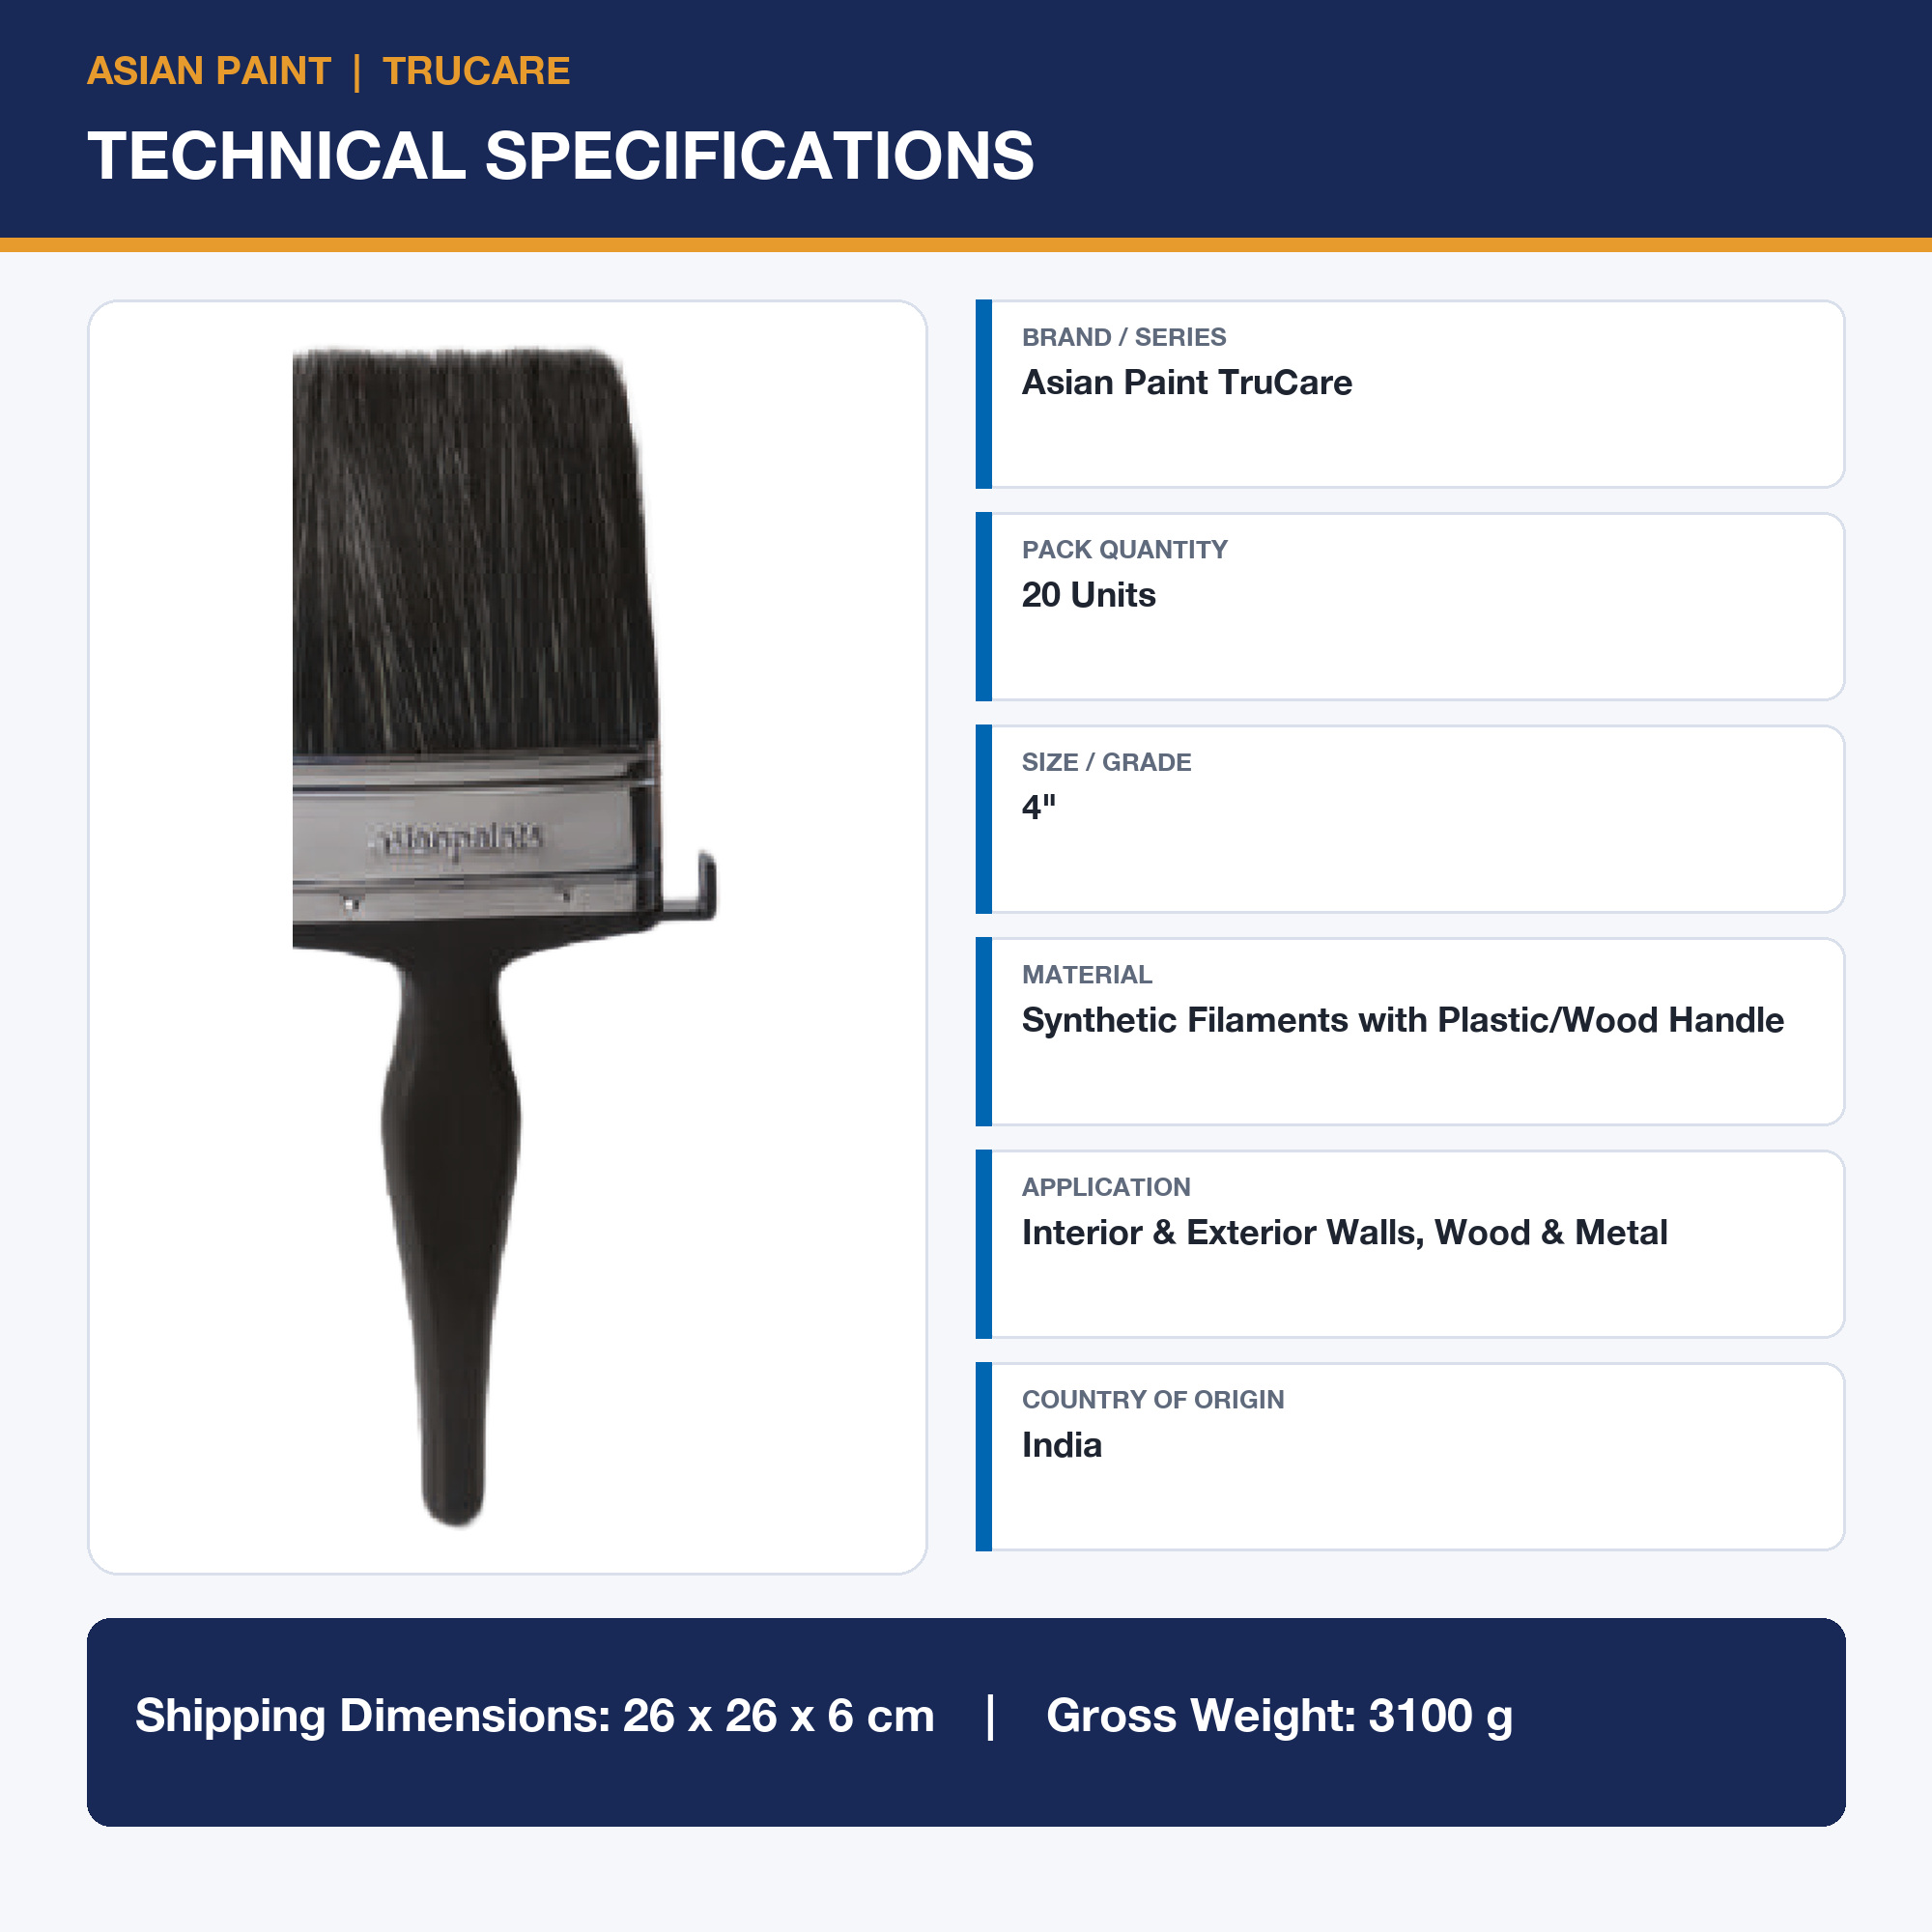 ASIAN PAINT | TRUCARE
TECHNICAL SPECIFICATIONS
asianpaints
BRAND / SERIES
Asian Paint TruCare
PACK QUANTITY
20 Units
SIZE / GRADE
4"
MATERIAL
Synthetic Filaments with Plastic/Wood Handle
APPLICATION
Interior & Exterior Walls, Wood & Metal
COUNTRY OF ORIGIN
India
Shipping Dimensions: 26 x 26 x 6 cm | Gross Weight: 3100 g